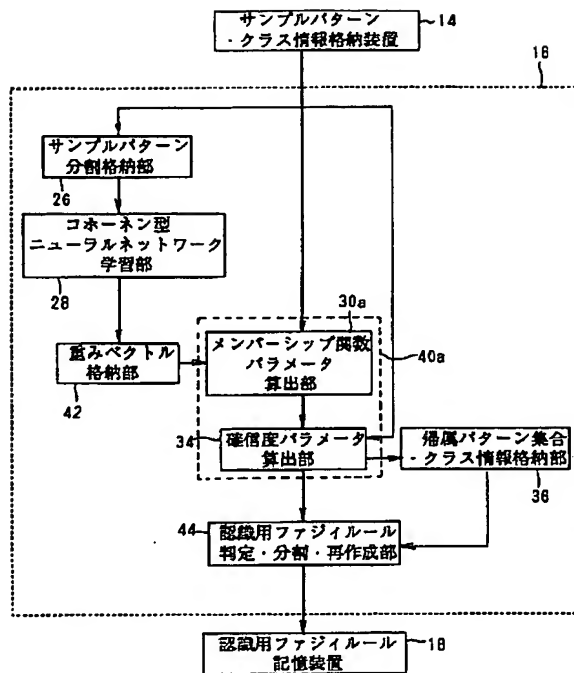 サンプルパターン
・クラス情報格納装置
14
16
サンプルパターン
分割格納部
26
コホーネン型
ニューラルネットワーク
学習部
28
30a
メンバーシップ関数
パラメータ
算出部
40a
重みベクトル
格納部
42
34
確信度パラメータ
算出部
帰属パターン集合
・クラス情報格納部
36
44
認識用ファジィルール
判定・分割・再作成部
認識用ファジィルール
記憶装置
18